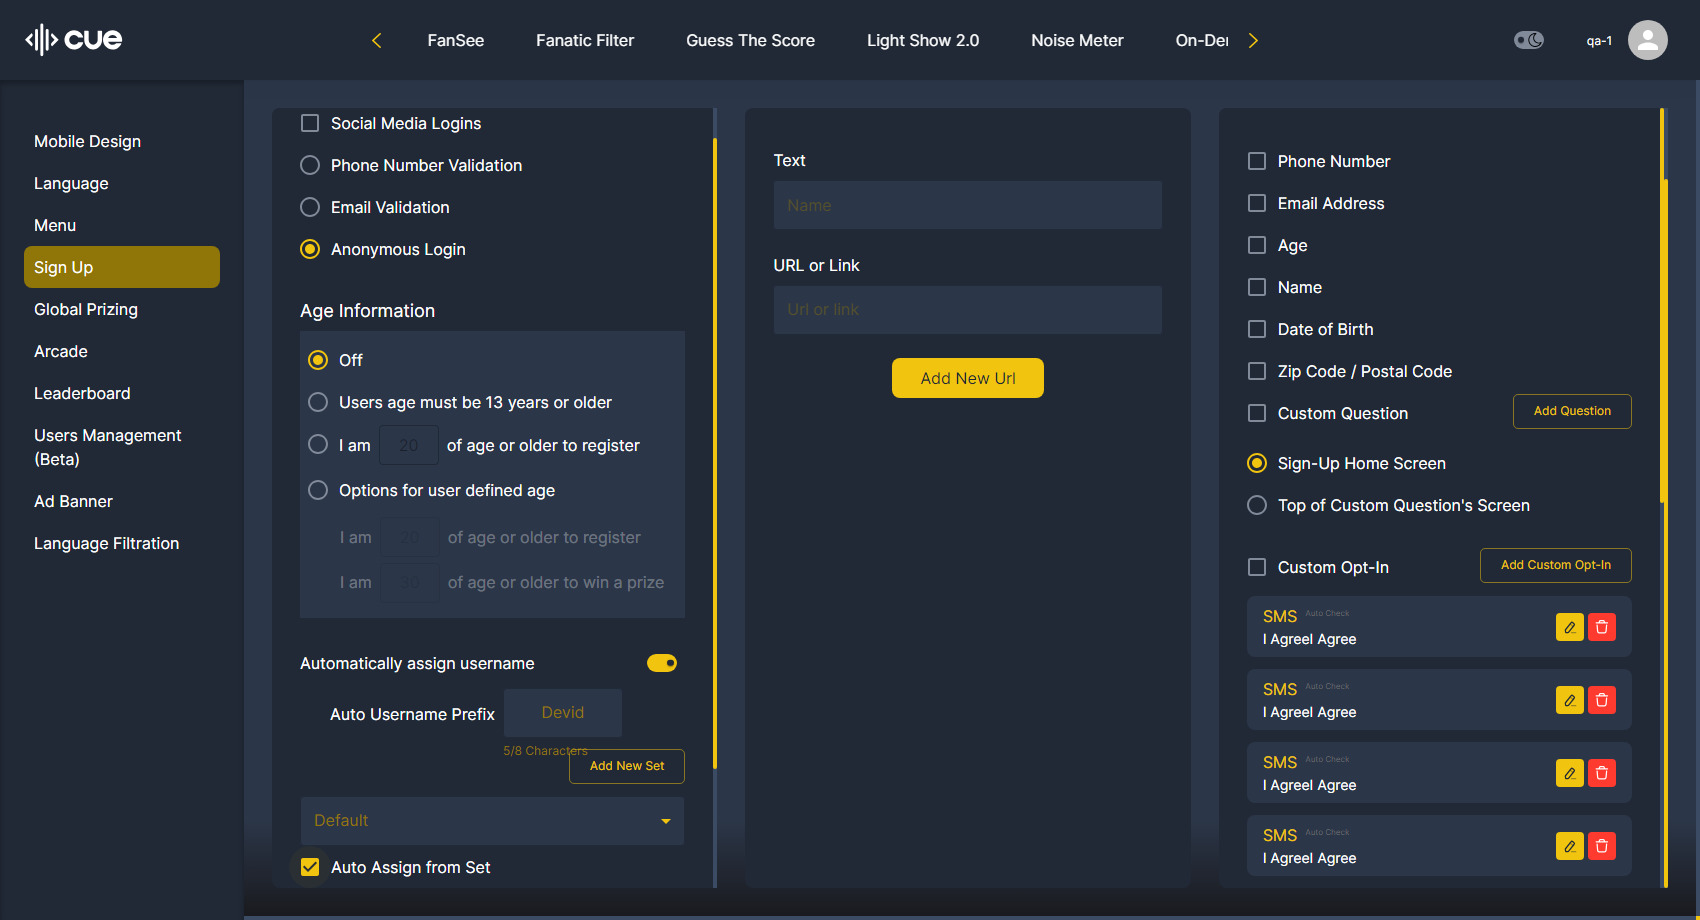 cue
FanSee
Fanatic Filter
Guess The Score
Light Show 2.0
Noise Meter
On-Der
qa-1
Mobile Design
Language
Menu
Sign Up
Global Prizing
Arcade
Leaderboard
Users Management
(Beta)
Ad Banner
Language Filtration
Social Media Logins
Phone Number Validation
Email Validation
Anonymous Login
Age Information
Off
Users age must be 13 years or older
I am 20 of age or older to register
Options for user defined age
I am 20 of age or older to register
I am 30 of age or older to win a prize
Automatically assign username
Auto Username Prefix Devid
5/8 Characters
Add New Set
Default
Auto Assign from Set
Text
Name
URL or Link
Url or link
Add New Url
Phone Number
Email Address
Age
Name
Date of Birth
Zip Code / Postal Code
Custom Question
Add Question
Sign-Up Home Screen
Top of Custom Question's Screen
Custom Opt-In
Add Custom Opt-In
SMS Auto Check
I AgreeI Agree
SMS Auto Check
I AgreeI Agree
SMS Auto Check
I AgreeI Agree
SMS Auto Check
I AgreeI Agree